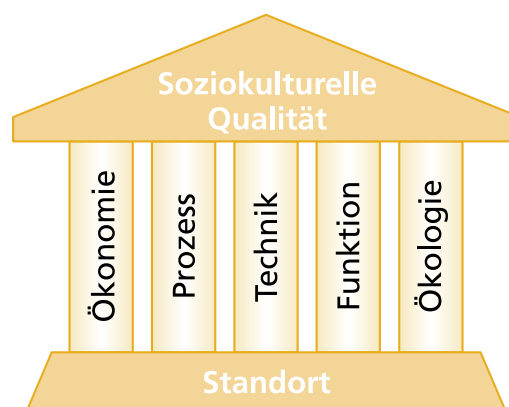 Soziokulturelle
Qualität
Ökonomie
Prozess
Technik
Funktion
Ökologie
Standort